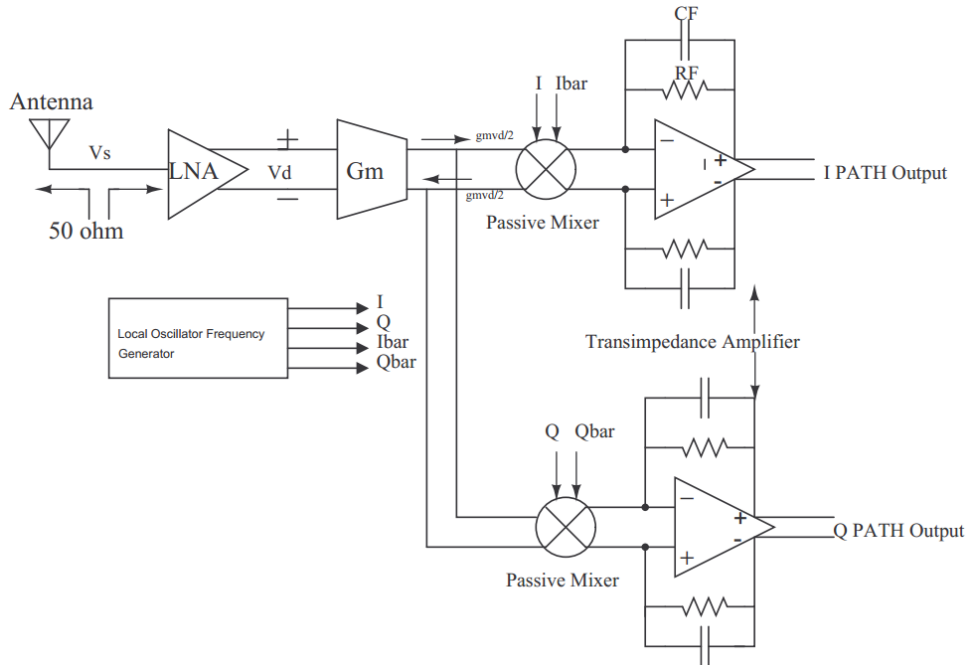 CF
RF
I Ibar
Antenna
Vs
LNA
+
Vd
−
Gm
gmvd/2
gmvd/2
−
+
+
-
I PATH Output
50 ohm
Passive Mixer
Local Oscillator Frequency
Generator
I
Q
Ibar
Qbar
Transimpedance Amplifier
Q Qbar
−
+
+
-
Q PATH Output
Passive Mixer